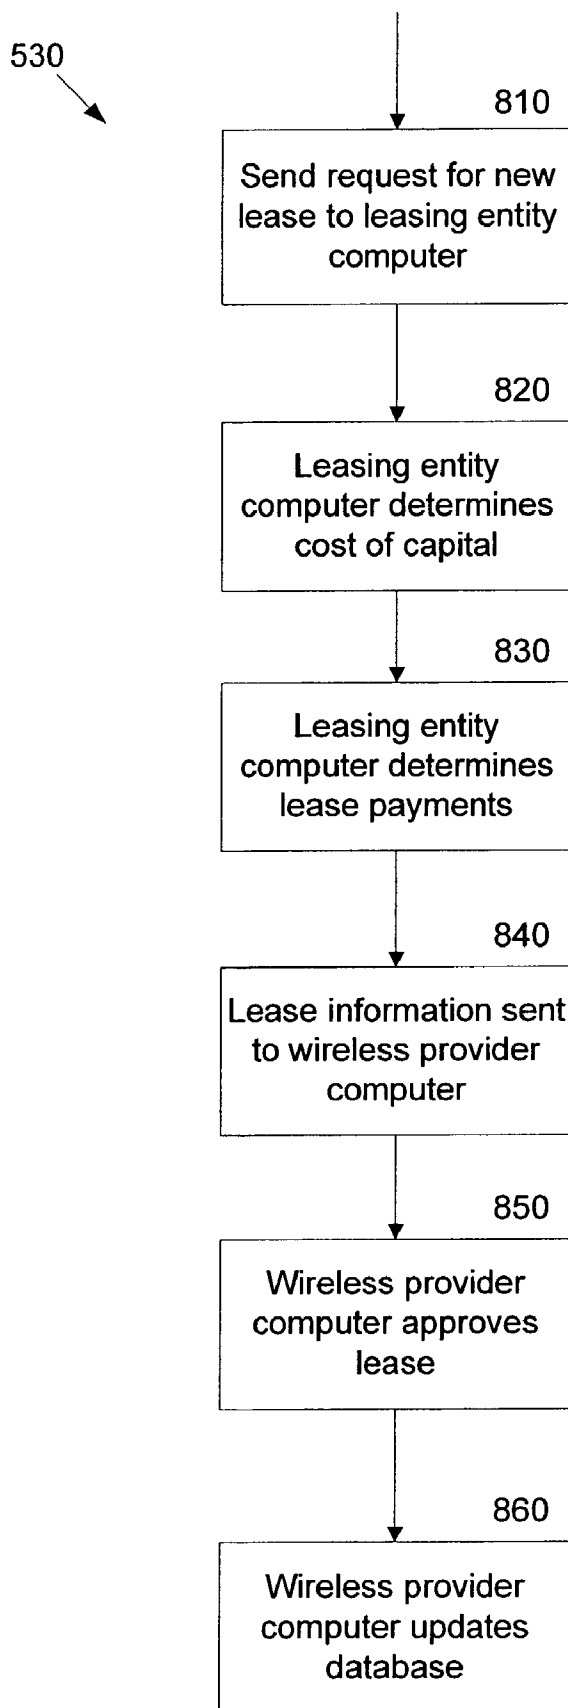 530
810
Send request for new
lease to leasing entity
computer
820
Leasing entity
computer determines
cost of capital
830
Leasing entity
computer determines
lease payments
840
Lease information sent
to wireless provider
computer
850
Wireless provider
computer approves
lease
860
Wireless provider
computer updates
database